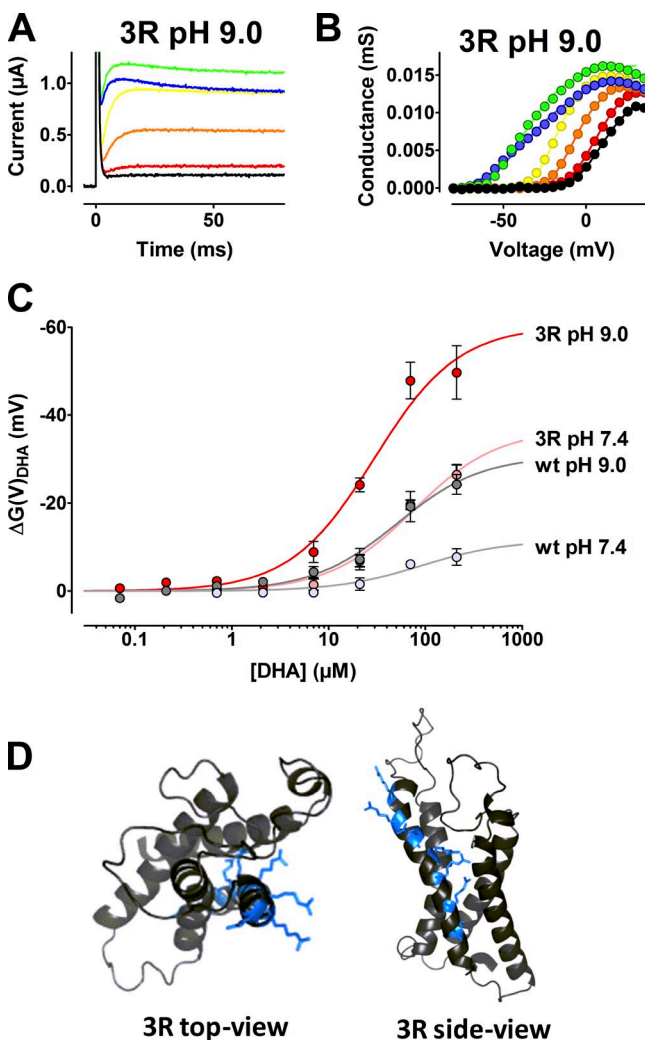 A
3R pH 9.0
Current (µA)
1.0
0.5
0.0
0
50
Time (ms)
B
3R pH 9.0
Conductance (mS)
0.015
0.010
0.005
0.000
-50
0
Voltage (mV)
C
ΔG(V)DHA (mV)
-60
-40
-20
0
3R pH 9.0
3R pH 7.4
wt pH 9.0
wt pH 7.4
0.1
1
10
100
1000
[DHA] (µM)
D
3R top-view
3R side-view